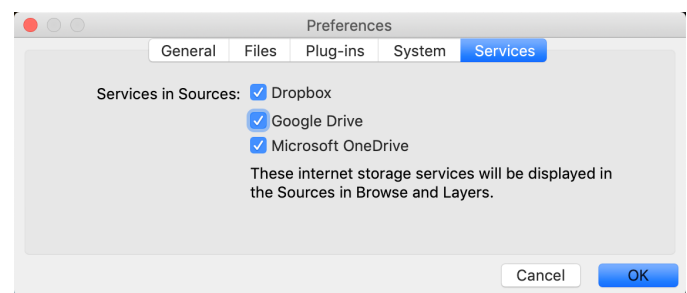 Preferences
General Files Plug-ins System Services
Services in Sources: Dropbox
Google Drive
Microsoft OneDrive
These internet storage services will be displayed in
the Sources in Browse and Layers.
Cancel OK